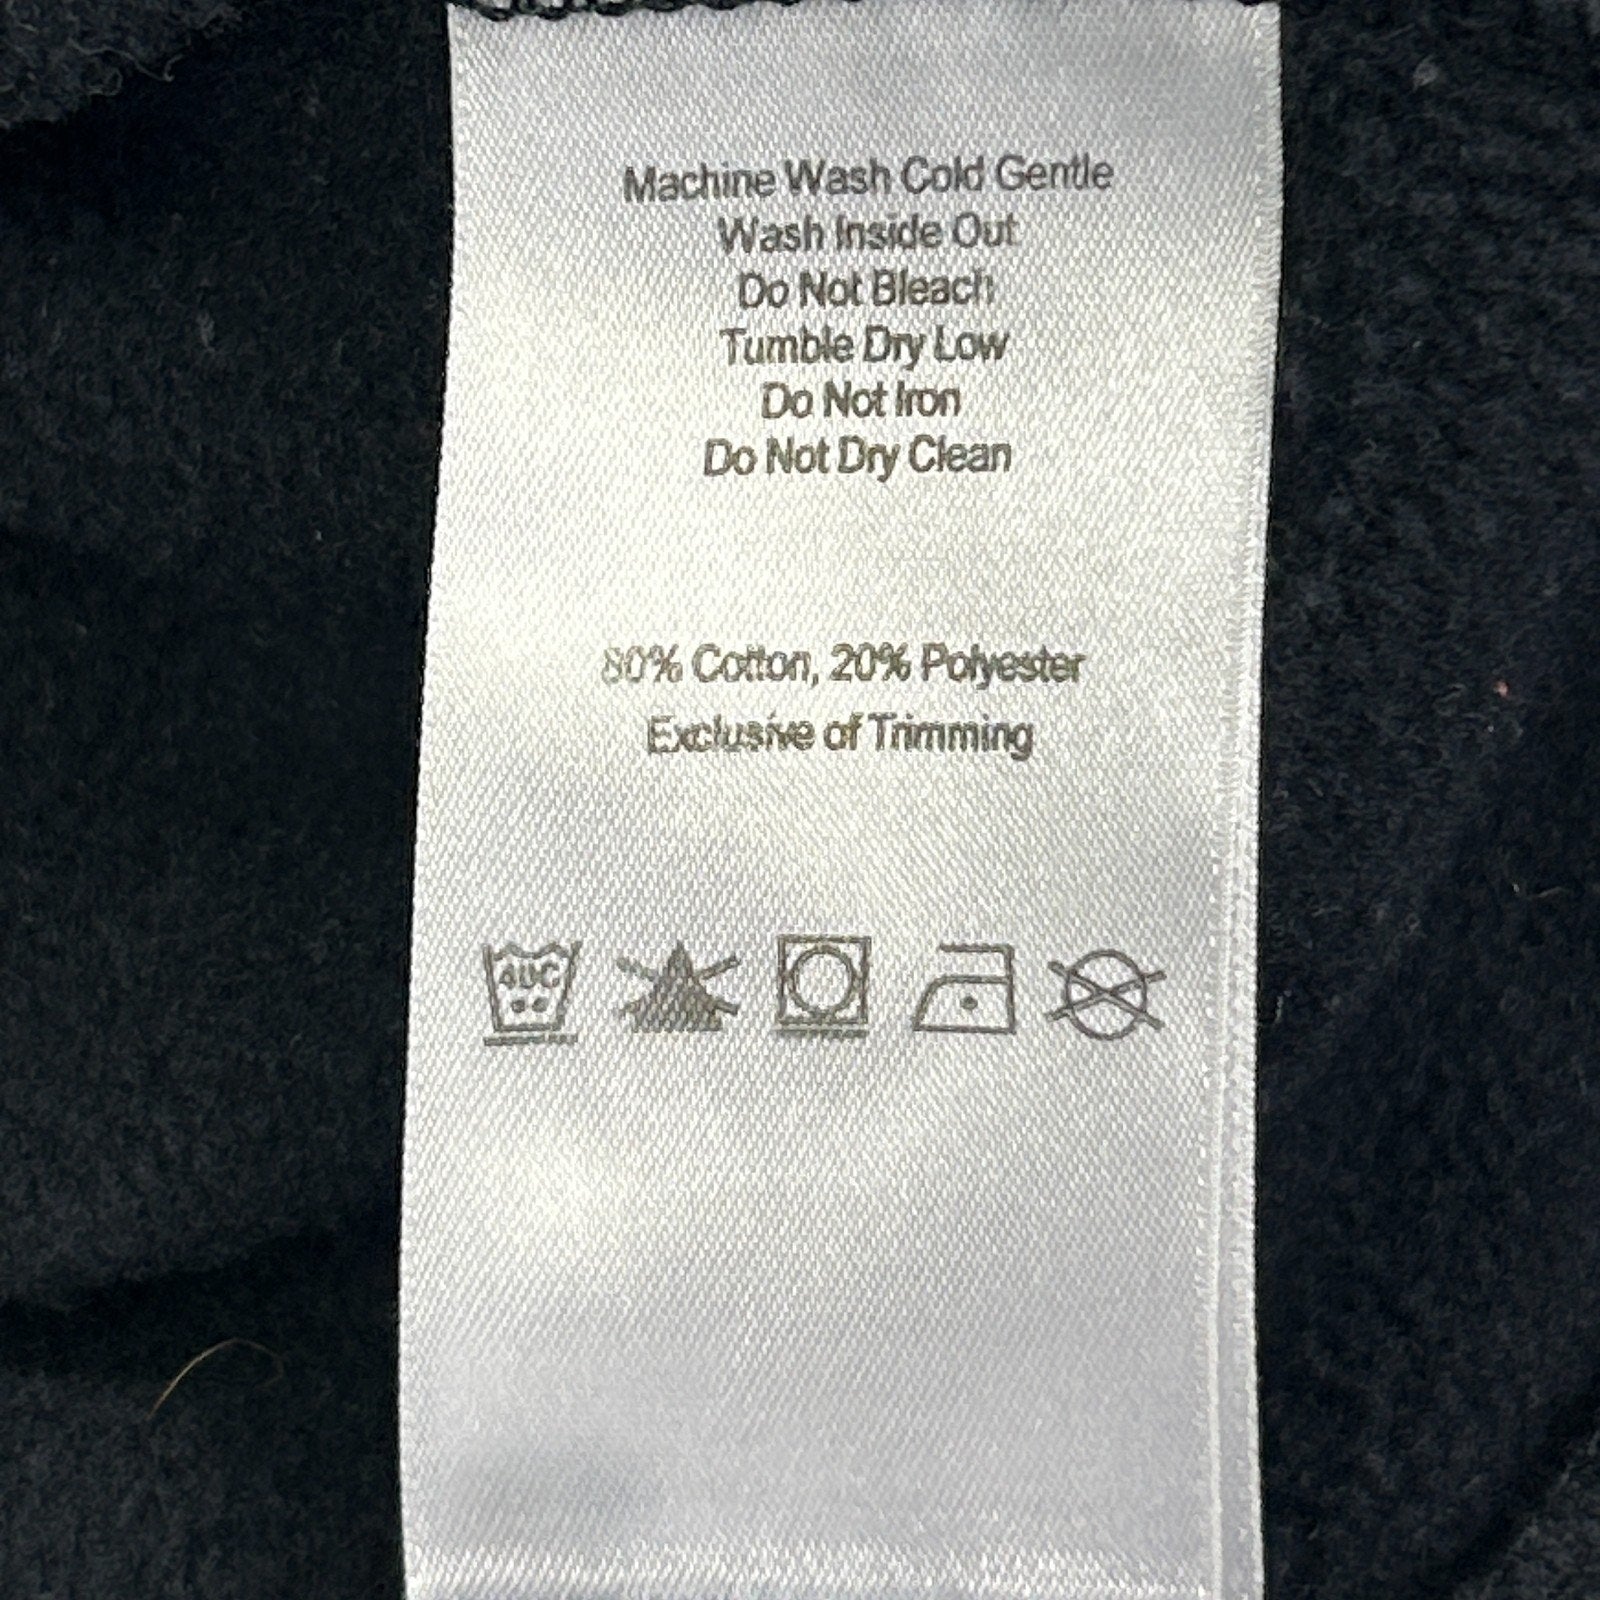 Machine Wash Cold Gentle
Wash Inside Out
Do Not Bleach
Tumble Dry Low
Do Not Iron
Do Not Dry Clean
80% Cotton, 20% Polyester
Exclusive of Trimming
40C